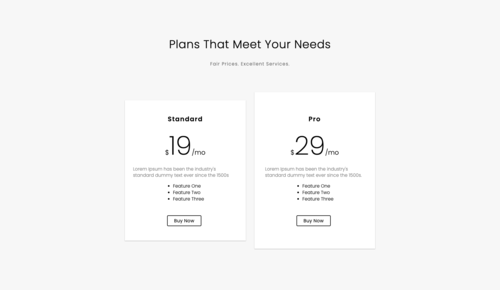 Plans That Meet Your Needs
Fair Prices. Excellent Services.
Standard
$19/mo
Lorem Ipsum has been the industry's
standard dummy text ever since the 1500s.
Feature One
Feature Two
Feature Three
Buy Now
Pro
$29/mo
Lorem Ipsum has been the industry's
standard dummy text ever since the 1500s.
Feature One
Feature Two
Feature Three
Buy Now